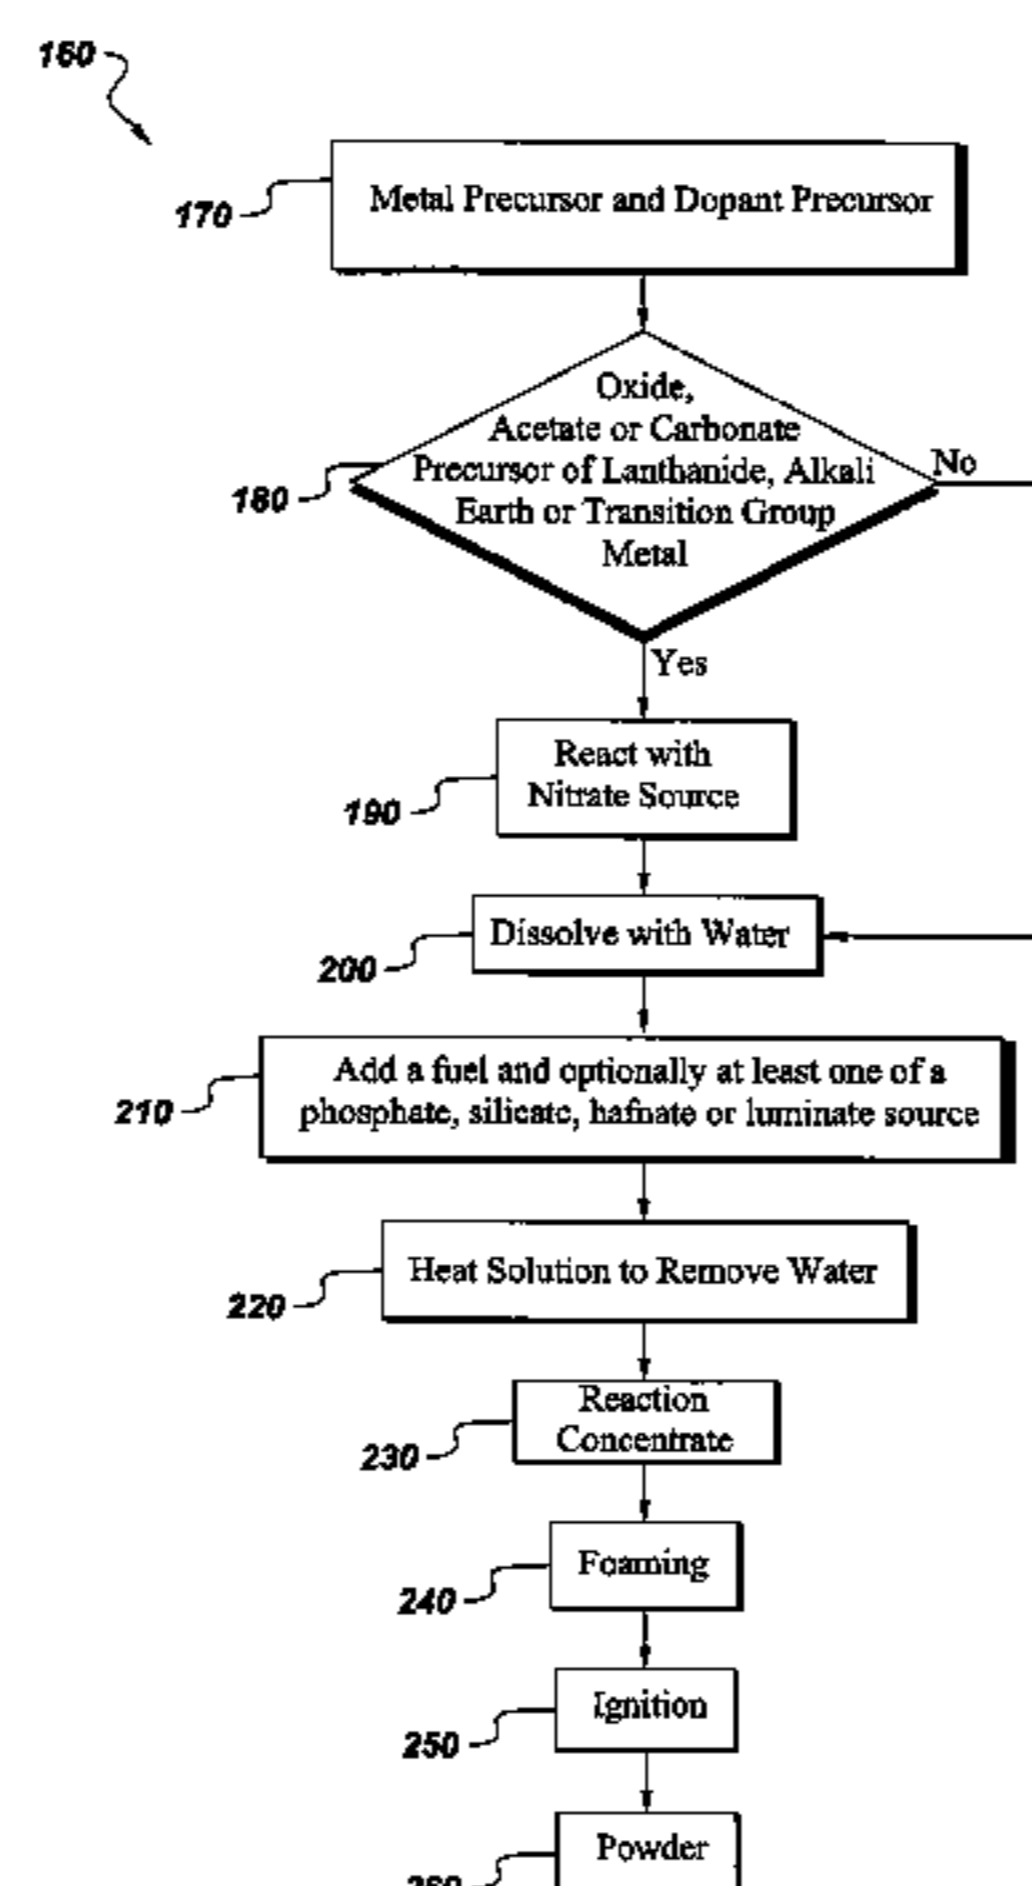 160
Metal Precursor and Dopant Precursor
170
Oxide,
Acetate or Carbonate
Precursor of Lanthanide, Alkali
Earth or Transition Group
Metal
No
180
Yes
React with
Nitrate Source
190
Dissolve with Water
200
Add a fuel and optionally at least one of a
phosphate, silicate, hafnate or luminate source
210
Heat Solution to Remove Water
220
Reaction
Concentrate
230
Foaming
240
Ignition
250
Powder